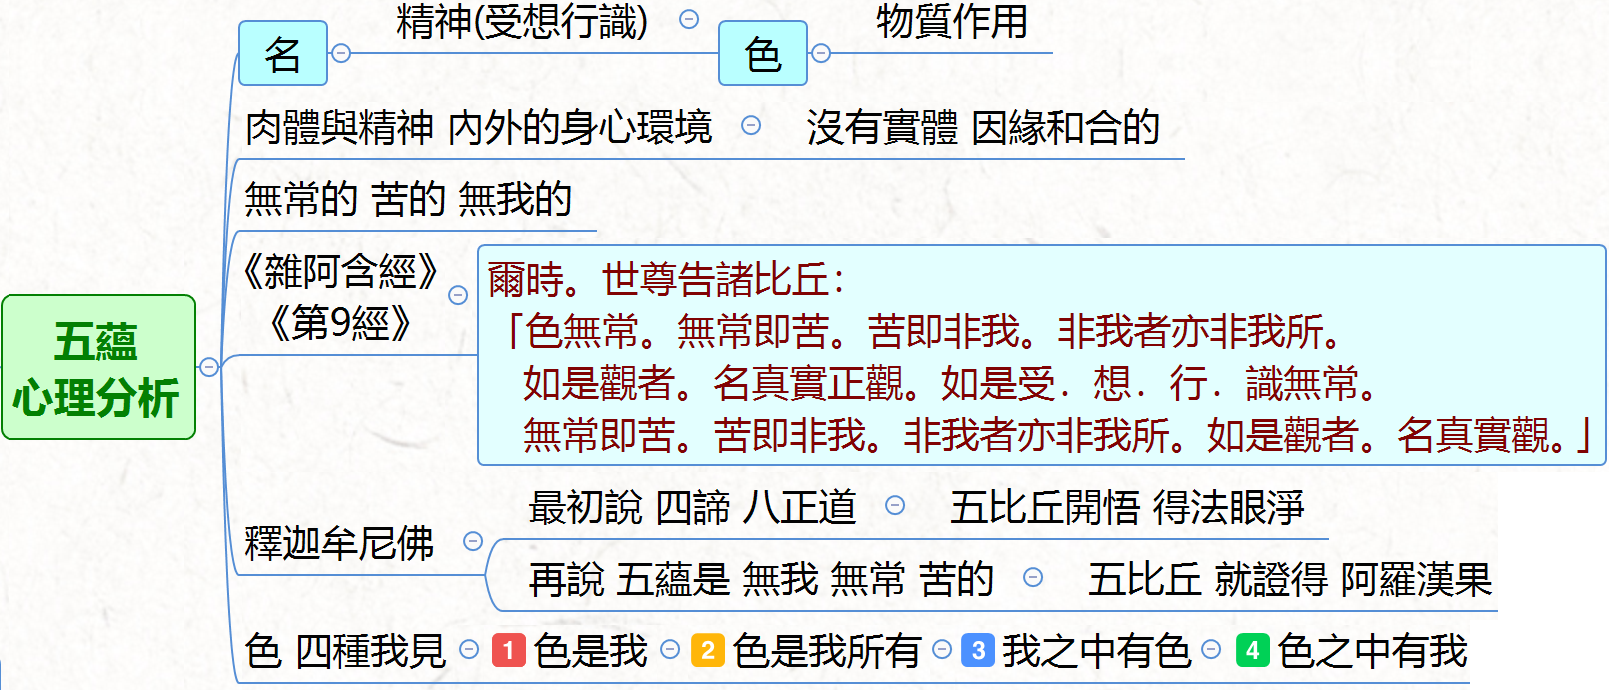 五蘊
心理分析
名 精神(受想行識) 色 物質作用
肉體與精神 內外的身心環境 沒有實體 因緣和合的
無常的 苦的 無我的
《雜阿含經》
《第9經》
爾時。世尊告諸比丘：
「色無常。無常即苦。苦即非我。非我者亦非我所。
如是觀者。名真實正觀。如是受．想．行．識無常。
無常即苦。苦即非我。非我者亦非我所。如是觀者。名真實觀。」
釋迦牟尼佛
最初說 四諦 八正道 五比丘開悟 得法眼淨
再說 五蘊是 無我 無常 苦的 五比丘 就證得 阿羅漢果
色 四種我見 1 色是我 2 色是我所有 3 我之中有色 4 色之中有我